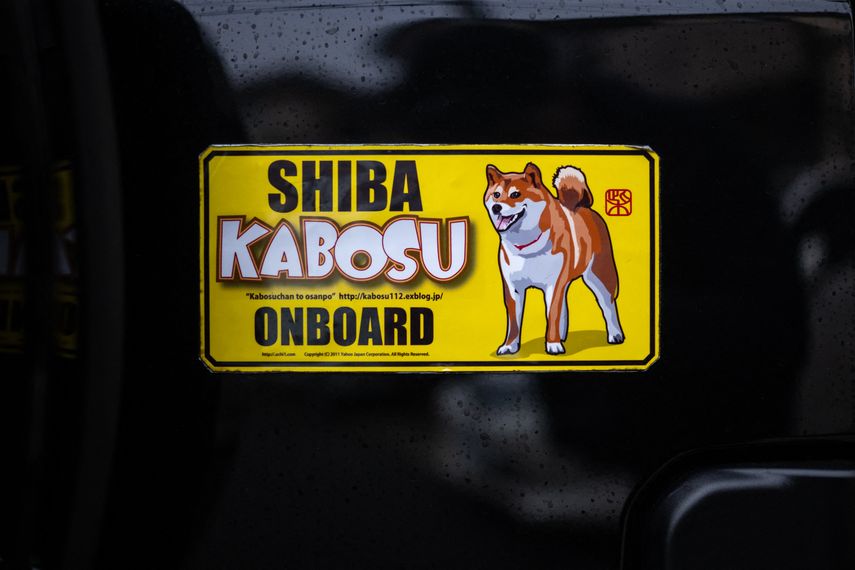 SHIBA
KABOSU
"Kabosuchan to osanpo" http://kabosu112.exblog.jp/
ONBOARD
Copyright (C) 2011 Yahoo Japan Corporation. All Rights Reserved.